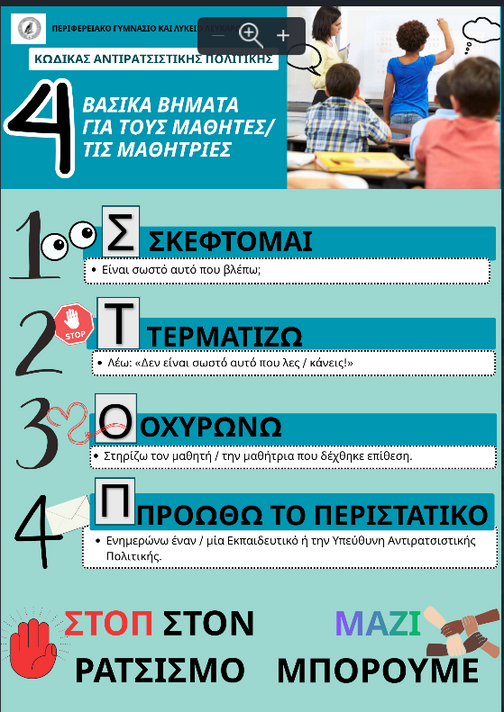 ΠΕΡΙΦΕΡΕΙΑΚΟ ΓΥΜΝΑΣΙΟ ΚΑΙ ΛΥΚΕΙΟ
ΚΩΔΙΚΑΣ ΑΝΤΙΡΑΤΣΙΣΤΙΚΗΣ ΠΟΛΙΤΙΚΗΣ
4 ΒΑΣΙΚΑ ΒΗΜΑΤΑ
ΓΙΑ ΤΟΥΣ ΜΑΘΗΤΕΣ/
ΤΙΣ ΜΑΘΗΤΡΙΕΣ
1 Σ ΣΚΕΦΤΟΜΑΙ
• Είναι σωστό αυτό που βλέπω;
2 STOP Τ ΤΕΡΜΑΤΙΖΩ
• Λέω: «Δεν είναι σωστό αυτό που λες / κάνεις!»
3 Ο ΟΧΥΡΩΝΩ
• Στηρίζω τον μαθητή / την μαθήτρια που δέχθηκε επίθεση.
4 Π ΠΡΟΩΘΩ ΤΟ ΠΕΡΙΣΤΑΤΙΚΟ
• Ενημερώνω έναν / μία Εκπαιδευτικό ή την Υπεύθυνη Αντιρατσιστικής
Πολιτικής.
ΣΤΟΠ ΣΤΟΝ
ΡΑΤΣΙΣΜΟ
ΜΑΖΙ
ΜΠΟΡΟΥΜΕ